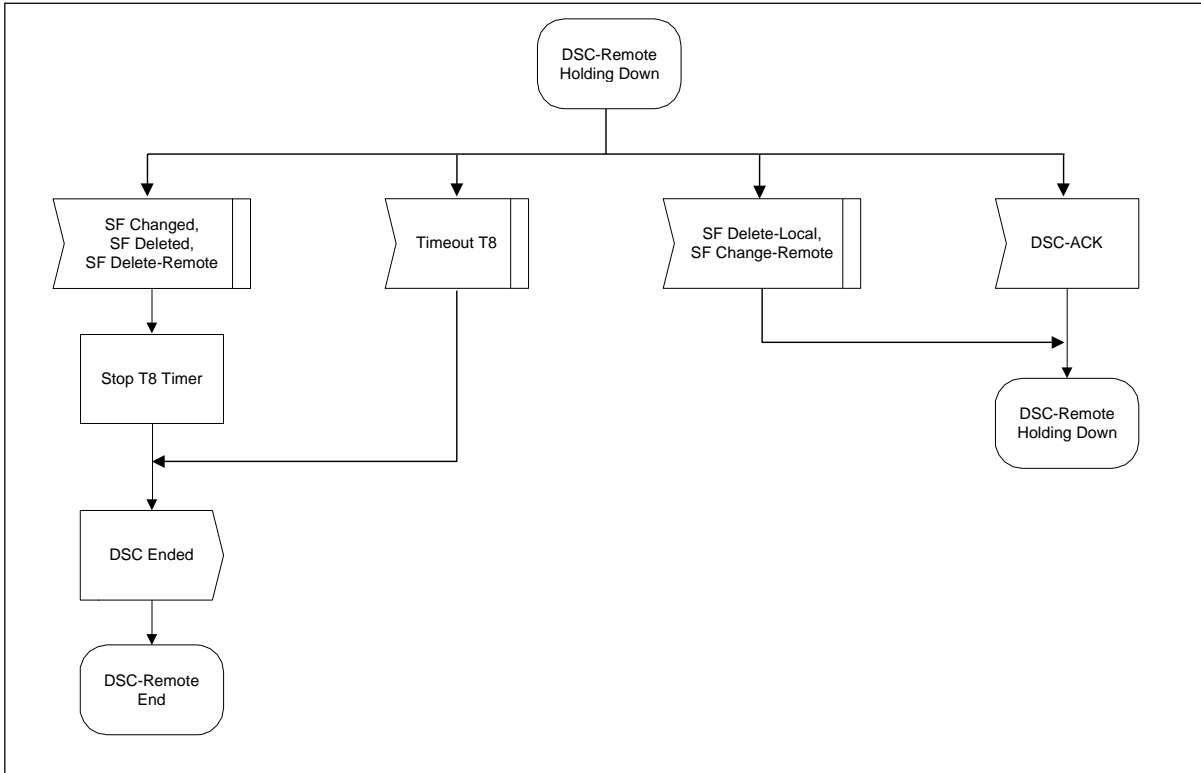 DSC-Remote
Holding Down
SF Changed,
SF Deleted,
SF Delete-Remote
Timeout T8
SF Delete-Local,
SF Change-Remote
DSC-ACK
Stop T8 Timer
DSC-Remote
Holding Down
DSC Ended
DSC-Remote
End